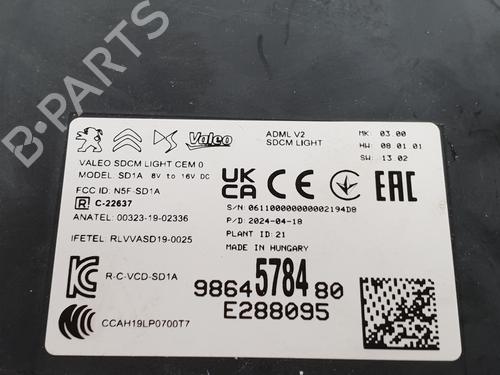 Valeo
ADML V2
SDCM LIGHT
MK: 03.00
HW: 08.01.01
SW: 13.02
VALEO SDCM LIGHT CEM 0
MODEL: SD1A 8V to 16V DC
FCC ID: N5F-SD1A
R C-22637
ANATEL: 00323-19-02336
IFETEL: RLVVASD19-0025
UK
CA
CE
EAC
S/N: 0611000000000002194D8
P/D: 2024-04-18
PLANT ID: 21
MADE IN HUNGARY
R-C-VCD-SD1A
CCAH19LP0700T7
9864578480
E288095
B-PARTS